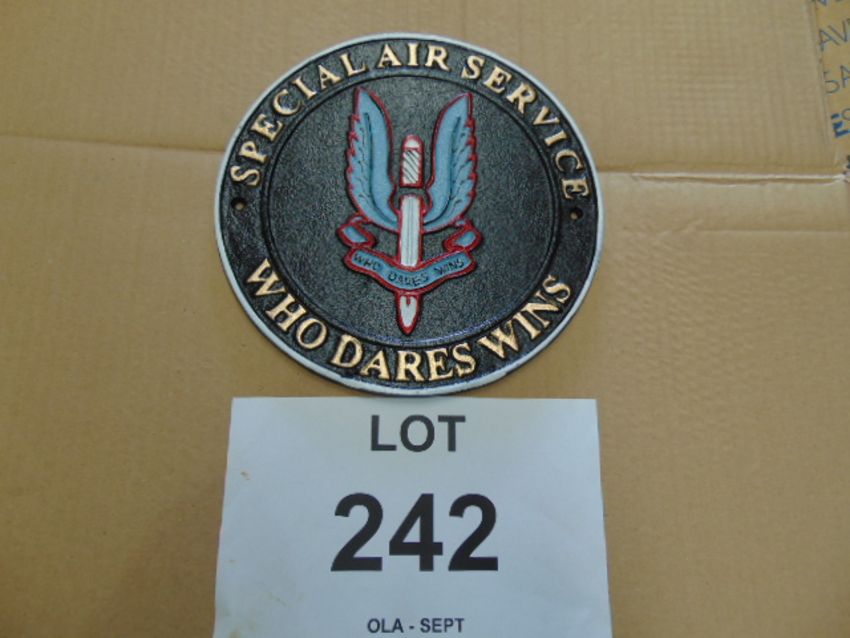 SPECIAL AIR SERVICE
WHO DARES WINS
WHO DARES WINS
LOT
242
OLA - SEPT